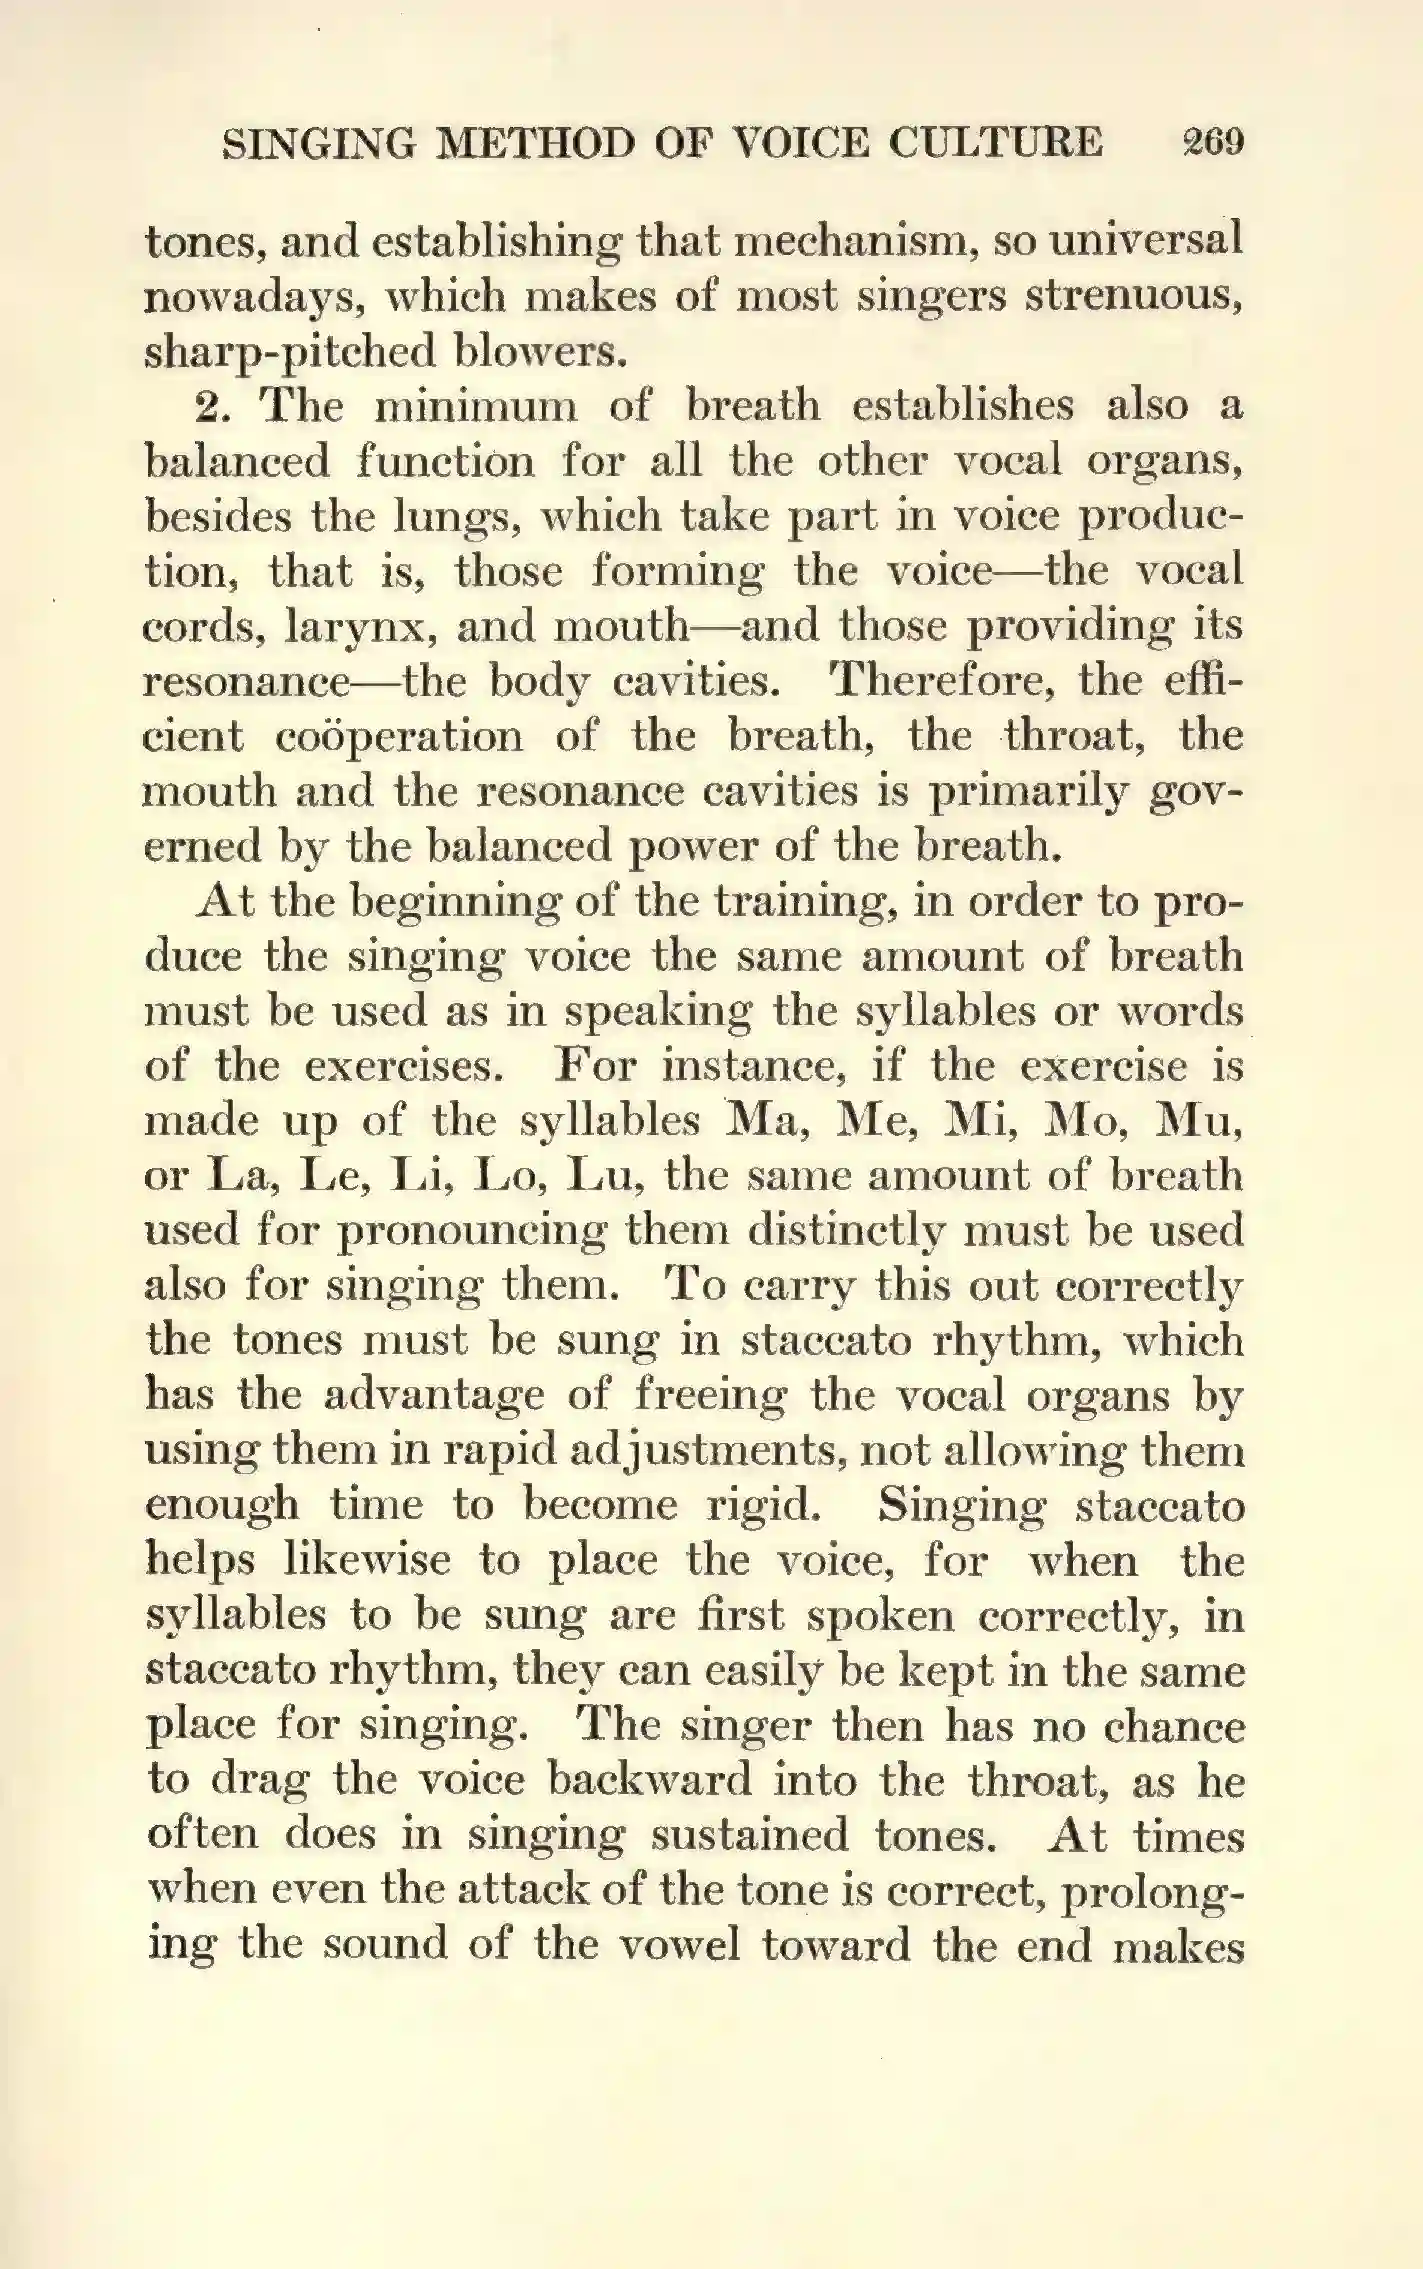 SINGING METHOD OF VOICE CULTURE 269
tones, and establishing that mechanism, so universal
nowadays, which makes of most singers strenuous,
sharp-pitched blowers.
2. The minimum of breath establishes also a
balanced function for all the other vocal organs,
besides the lungs, which take part in voice produc-
tion, that is, those forming the voice—the vocal
cords, larynx, and mouth—and those providing its
resonance—the body cavities. Therefore, the effi-
cient coöperation of the breath, the throat, the
mouth and the resonance cavities is primarily gov-
erned by the balanced power of the breath.
At the beginning of the training, in order to pro-
duce the singing voice the same amount of breath
must be used as in speaking the syllables or words
of the exercises. For instance, if the exercise is
made up of the syllables Ma, Me, Mi, Mo, Mu,
or La, Le, Li, Lo, Lu, the same amount of breath
used for pronouncing them distinctly must be used
also for singing them. To carry this out correctly
the tones must be sung in staccato rhythm, which
has the advantage of freeing the vocal organs by
using them in rapid adjustments, not allowing them
enough time to become rigid. Singing staccato
helps likewise to place the voice, for when the
syllables to be sung are first spoken correctly, in
staccato rhythm, they can easily be kept in the same
place for singing. The singer then has no chance
to drag the voice backward into the throat, as he
often does in singing sustained tones. At times
when even the attack of the tone is correct, prolong-
ing the sound of the vowel toward the end makes